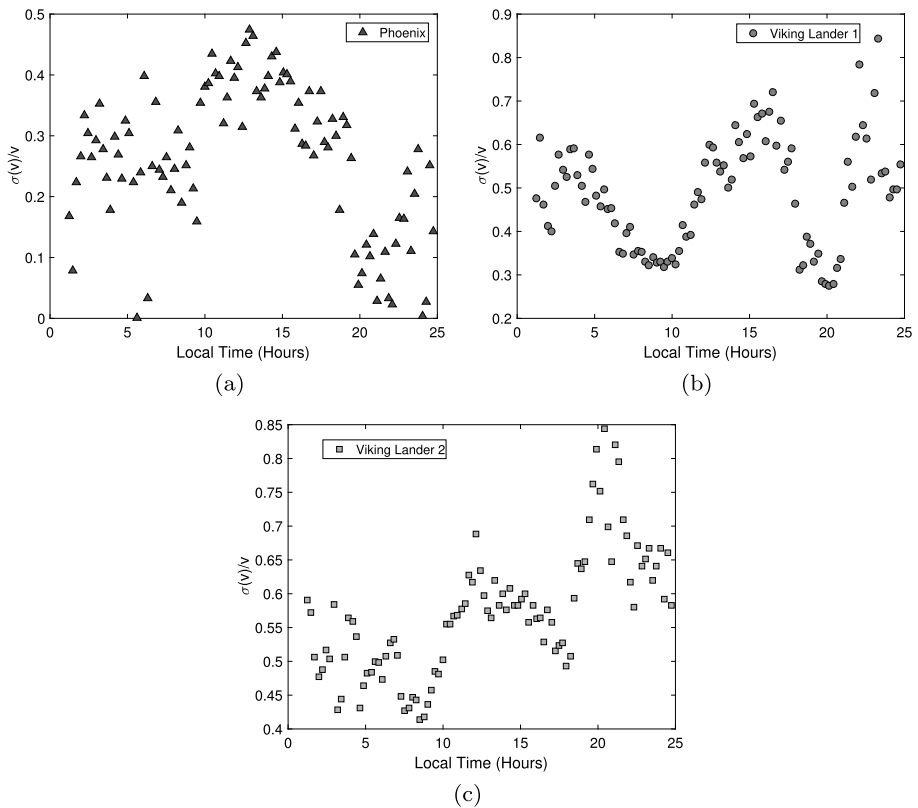 0.5
0.4
0.3
0.2
0.1
0
σ(v)/v
Phoenix
0 5 10 15 20 25
Local Time (Hours)
(a)
0.9
0.8
0.7
0.6
0.5
0.4
0.3
0.2
σ(v)/v
Viking Lander 1
0 5 10 15 20 25
Local Time (Hours)
(b)
0.85
0.8
0.75
0.7
0.65
0.6
0.55
0.5
0.45
0.4
σ(v)/v
Viking Lander 2
0 5 10 15 20 25
Local Time (Hours)
(c)